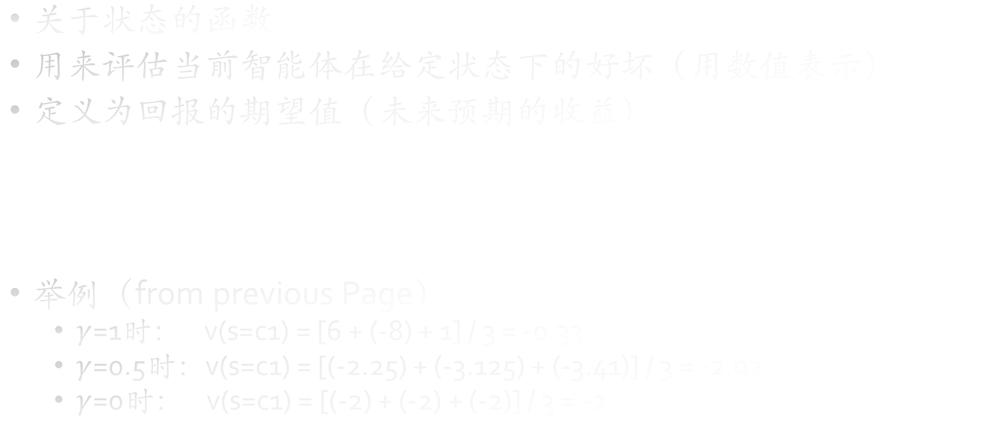 • 关于状态的函数
• 用来评估当前智能体在给定状态下的好坏（用数值表示）
• 定义为回报的期望值（未来预期的收益）
• 举例（from previous Page）
• γ=1时： v(s=c1) = [6 + (-8) + 1] / 3 = -0.33
• γ=0.5时： v(s=c1) = [(-2.25) + (-3.125) + (-3.41)] / 3 = -2.93
• γ=0时： v(s=c1) = [(-2) + (-2) + (-2)] / 3 = -2